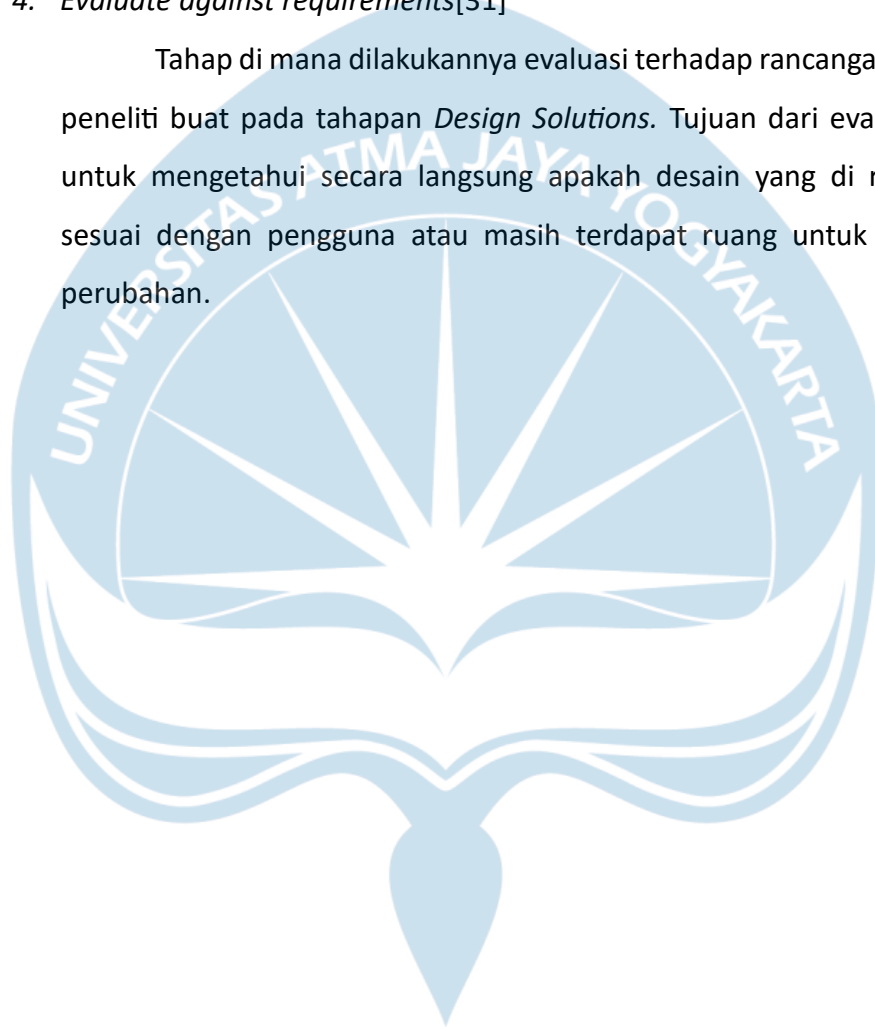 4. Evaluate against requirements[31]
Tahap di mana dilakukannya evaluasi terhadap
peneliti buat pada tahapan Design Solutions. Tujuan dari
untuk mengetahui secara langsung apakah desain yang di
sesuai dengan pengguna atau masih terdapat ruang untuk
perubahan.
UNIVERSITAS ATMA JAYA YOGYAKARTA